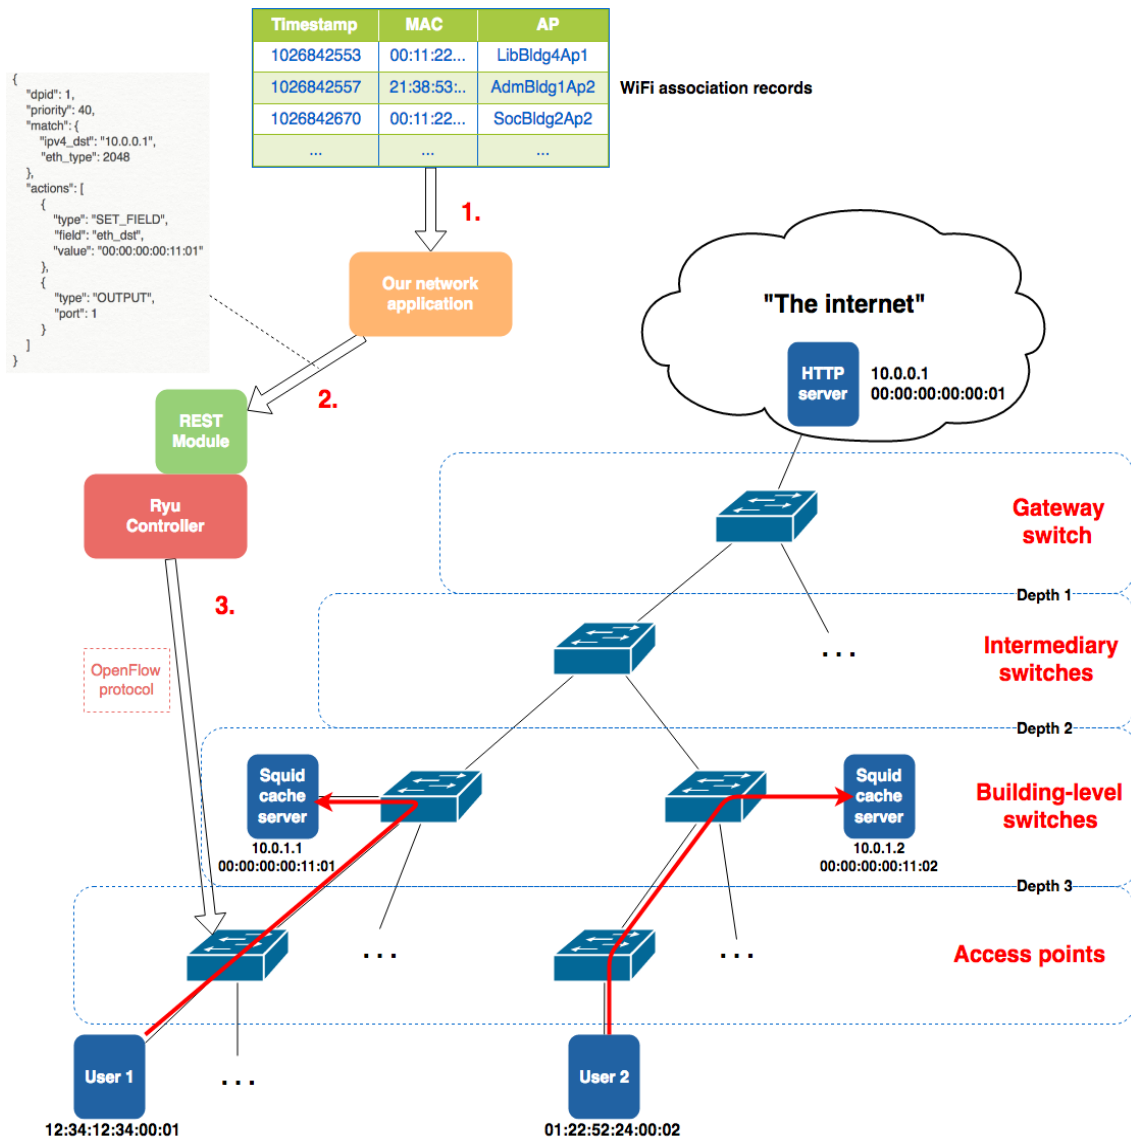 Timestamp MAC AP
1026842553 00:11:22... LibBldg4Ap1
1026842557 21:38:53:.. AdmBldg1Ap2
1026842670 00:11:22... SocBldg2Ap2
... ... ...
WiFi association records
{
"dpid": 1,
"priority": 40,
"match": {
"ipv4_dst": "10.0.0.1",
"eth_type": 2048
},
"actions": [
{
"type": "SET_FIELD",
"field": "eth_dst",
"value": "00:00:00:00:11:01"
},
{
"type": "OUTPUT",
"port": 1
}
]
}
1.
Our network
application
2.
REST
Module
Ryu
Controller
3.
OpenFlow
protocol
"The internet"
HTTP
server
10.0.0.1
00:00:00:00:00:01
Gateway
switch
Depth 1
Intermediary
switches
...
Depth 2
Squid
cache
server
10.0.1.1
00:00:00:00:11:01
Squid
cache
server
10.0.1.2
00:00:00:00:11:02
Building-level
switches
Depth 3
...
...
Access points
User 1
12:34:12:34:00:01
...
User 2
01:22:52:24:00:02